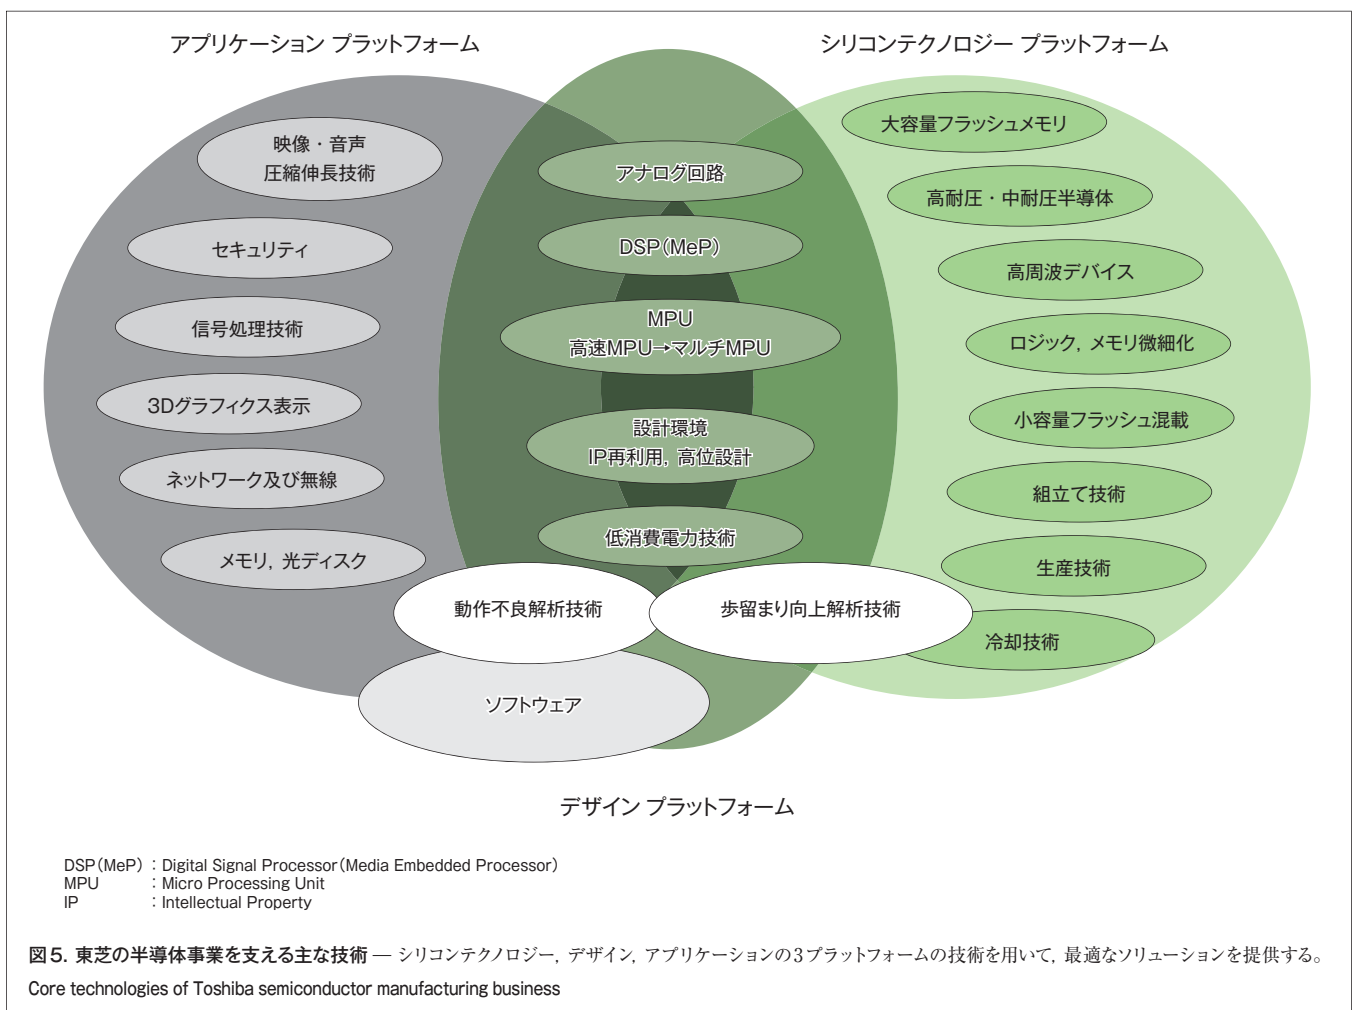 アプリケーション プラットフォーム
シリコンテクノロジー プラットフォーム
映像・音声
圧縮伸長技術
セキュリティ
信号処理技術
3Dグラフィクス表示
ネットワーク及び無線
メモリ, 光ディスク
アナログ回路
DSP(MeP)
MPU
高速MPU→マルチMPU
設計環境
IP再利用, 高位設計
低消費電力技術
大容量フラッシュメモリ
高耐圧・中耐圧半導体
高周波デバイス
ロジック, メモリ微細化
小容量フラッシュ混載
組立て技術
生産技術
冷却技術
動作不良解析技術
歩留まり向上解析技術
ソフトウェア
デザイン プラットフォーム
DSP(MeP) : Digital Signal Processor(Media Embedded Processor)
MPU : Micro Processing Unit
IP : Intellectual Property
図5. 東芝の半導体事業を支える主な技術 — シリコンテクノロジー, デザイン, アプリケーションの3プラットフォームの技術を用いて, 最適なソリューションを提供する。
Core technologies of Toshiba semiconductor manufacturing business